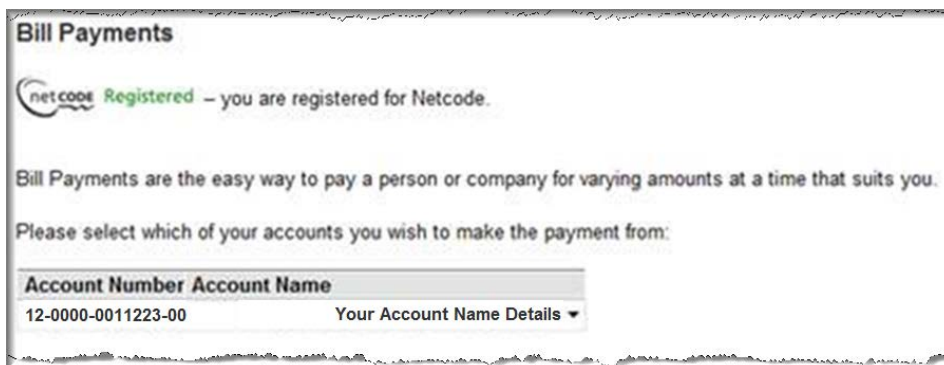 Bill Payments
netcode Registered – you are registered for Netcode.
Bill Payments are the easy way to pay a person or company for varying amounts at a time that suits you.
Please select which of your accounts you wish to make the payment from:
Account Number Account Name
12-0000-0011223-00 Your Account Name Details